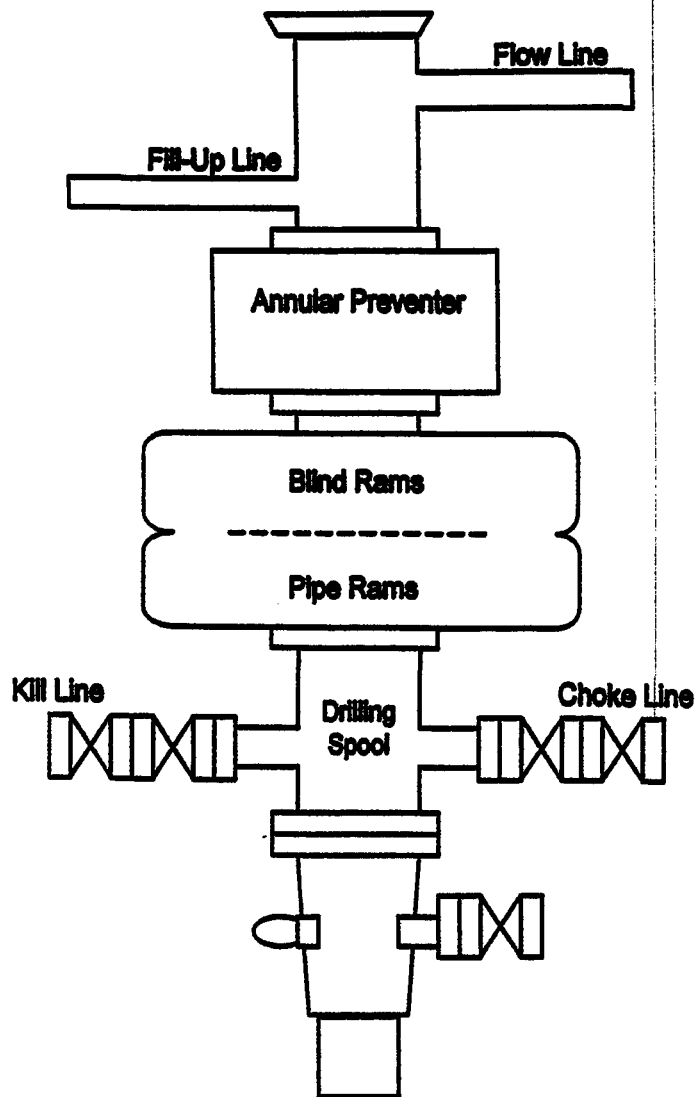 Flow Line
Fill-Up Line
Annular Preventer
Blind Rams
Pipe Rams
Kill Line
Choke Line
Drilling
Spool